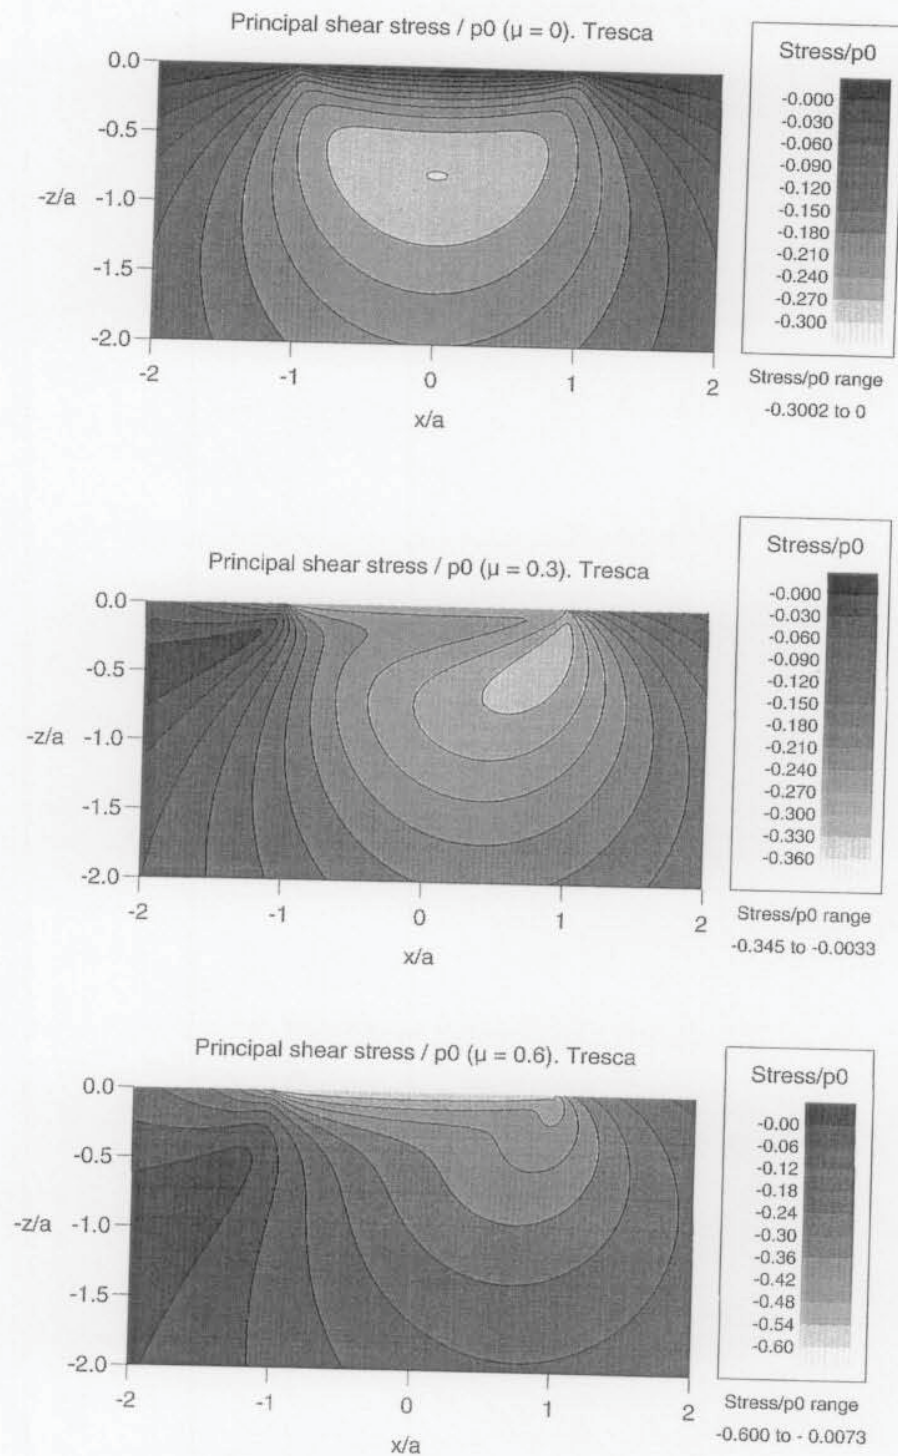 Principal shear stress / p0 (μ = 0). Tresca
0.0
-0.5
-z/a -1.0
-1.5
-2.0
-2 -1 0 1 2
x/a
Stress/p0
-0.000
-0.030
-0.060
-0.090
-0.120
-0.150
-0.180
-0.210
-0.240
-0.270
-0.300
Stress/p0 range
-0.3002 to 0
Principal shear stress / p0 (μ = 0.3). Tresca
0.0
-0.5
-z/a -1.0
-1.5
-2.0
-2 -1 0 1 2
x/a
Stress/p0
-0.000
-0.030
-0.060
-0.090
-0.120
-0.150
-0.180
-0.210
-0.240
-0.270
-0.300
-0.330
-0.360
Stress/p0 range
-0.345 to -0.0033
Principal shear stress / p0 (μ = 0.6). Tresca
0.0
-0.5
-z/a -1.0
-1.5
-2.0
-2 -1 0 1 2
x/a
Stress/p0
-0.00
-0.06
-0.12
-0.18
-0.24
-0.30
-0.36
-0.42
-0.48
-0.54
-0.60
Stress/p0 range
-0.600 to - 0.0073